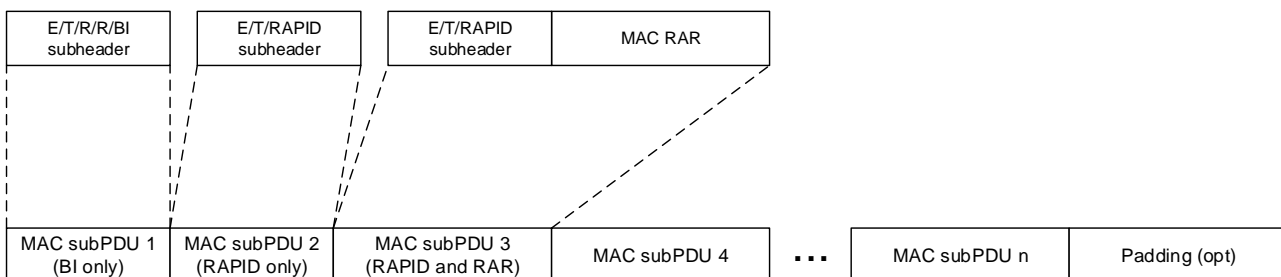 E/T/R/R/BI
subheader
E/T/RAPID
subheader
E/T/RAPID
subheader
MAC RAR
MAC subPDU 1
(BI only)
MAC subPDU 2
(RAPID only)
MAC subPDU 3
(RAPID and RAR)
MAC subPDU 4
...
MAC subPDU n
Padding (opt)